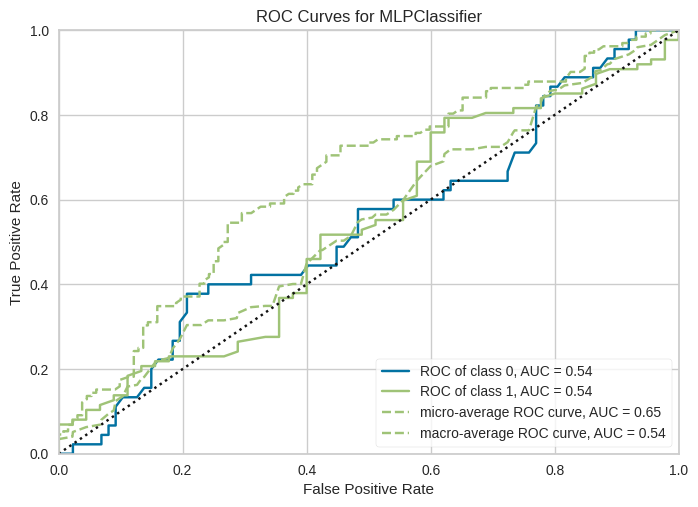 ROC Curves for MLPClassifier
True Positive Rate
1.0
0.8
0.6
0.4
0.2
0.0
ROC of class 0, AUC = 0.54
ROC of class 1, AUC = 0.54
micro-average ROC curve, AUC = 0.65
macro-average ROC curve, AUC = 0.54
0.0 0.2 0.4 0.6 0.8 1.0
False Positive Rate